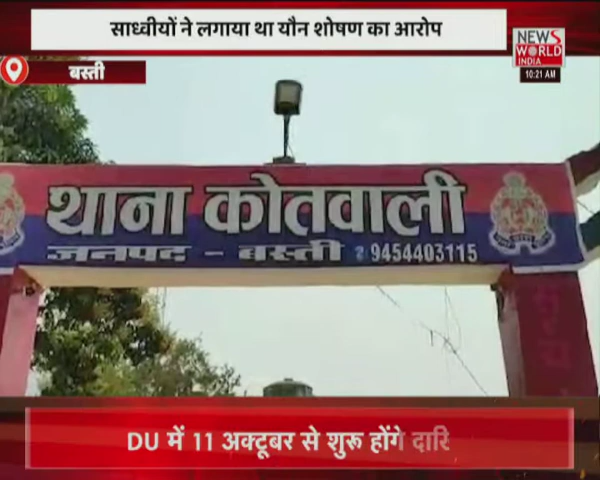 साध्वीयों ने लगाया था यौन शोषण का आरोप
NEWS
WORLD
INDIA
10:21 AM
बस्ती
थाना कोतवाली
जनपद - बस्ती 9454403115
DU में 11 अक्टूबर से शुरू होंगे दारि